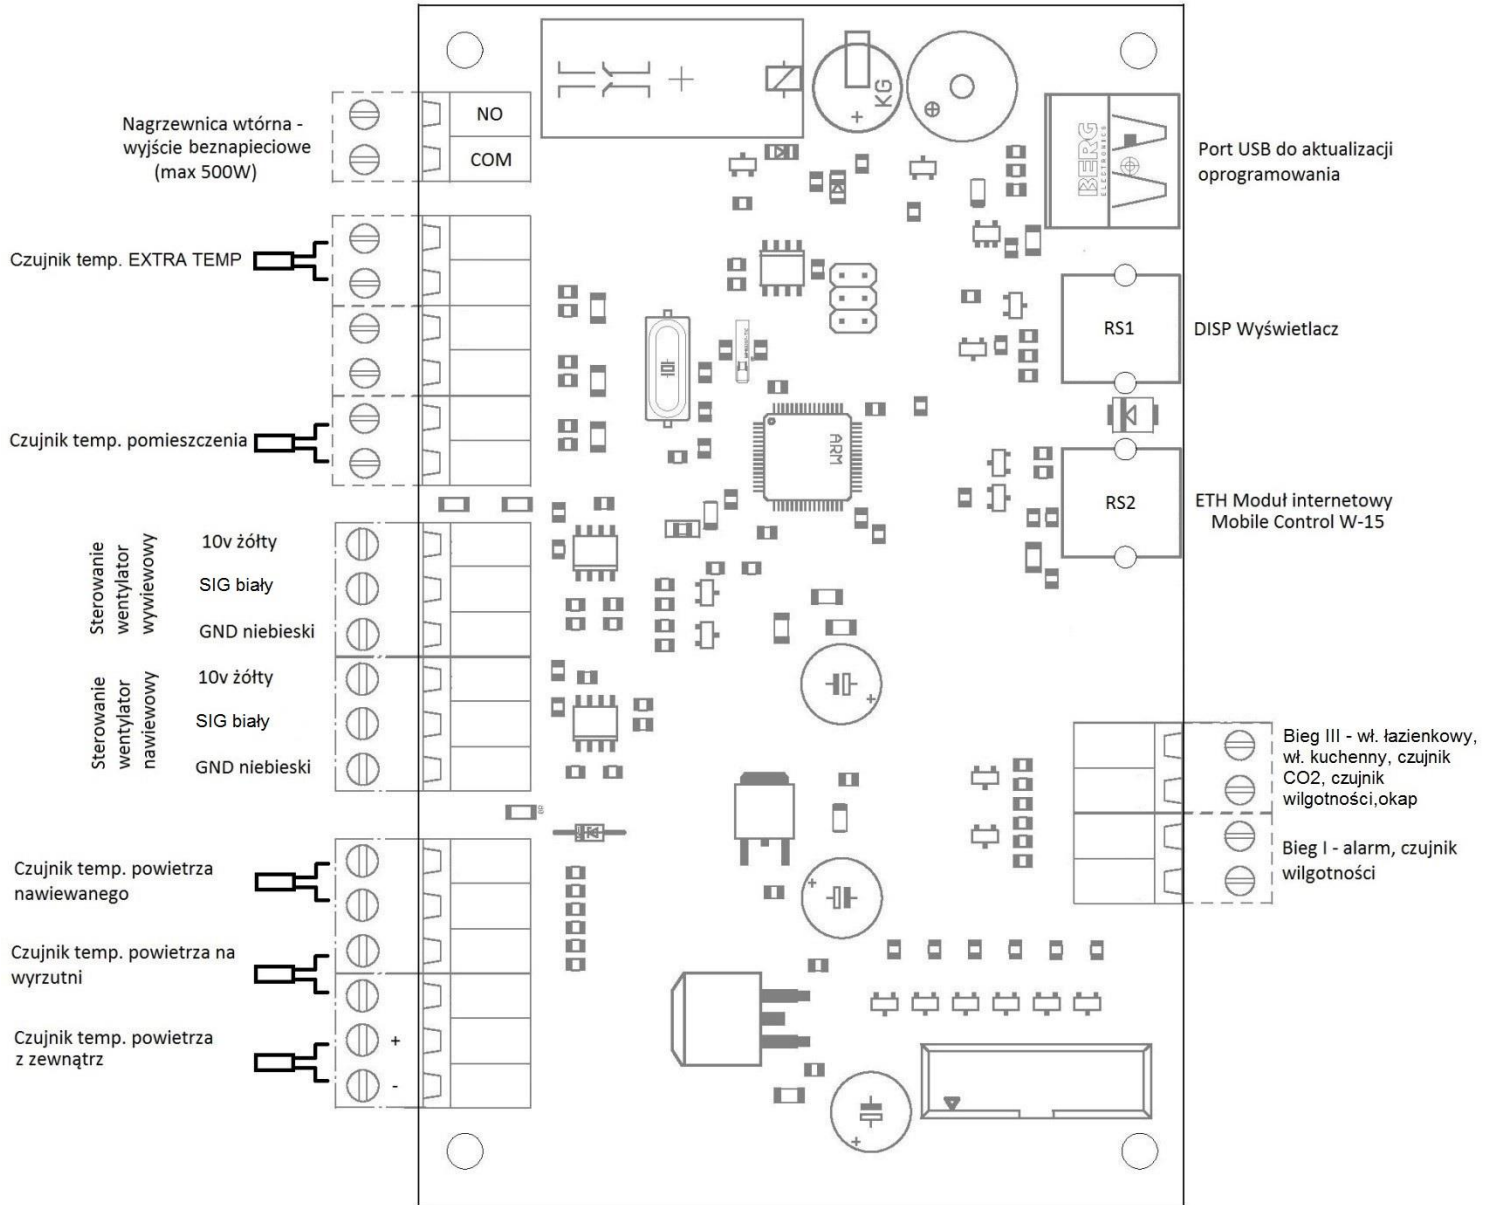 Nagrzewnica wtórna -
wyjście beznapieciowe
(max 500W)
NO
COM
KG
BERG
ELECTRONICS
Port USB do aktualizacji
oprogramowania
Czujnik temp. EXTRA TEMP
RS1
DISP Wyświetlacz
Czujnik temp. pomieszczenia
ARM
RS2
ETH Moduł internetowy
Mobile Control W-15
Sterowanie
wentylator
wywiewowy
10v żółty
SIG biały
GND niebieski
Sterowanie
wentylator
nawiewowy
10v żółty
SIG biały
GND niebieski
Bieg III - wł. łazienkowy,
wł. kuchenny, czujnik
CO2, czujnik
wilgotności,okap
Bieg I - alarm, czujnik
wilgotności
Czujnik temp. powietrza
nawiewanego
Czujnik temp. powietrza na
wyrzutni
Czujnik temp. powietrza
z zewnątrz
+
-